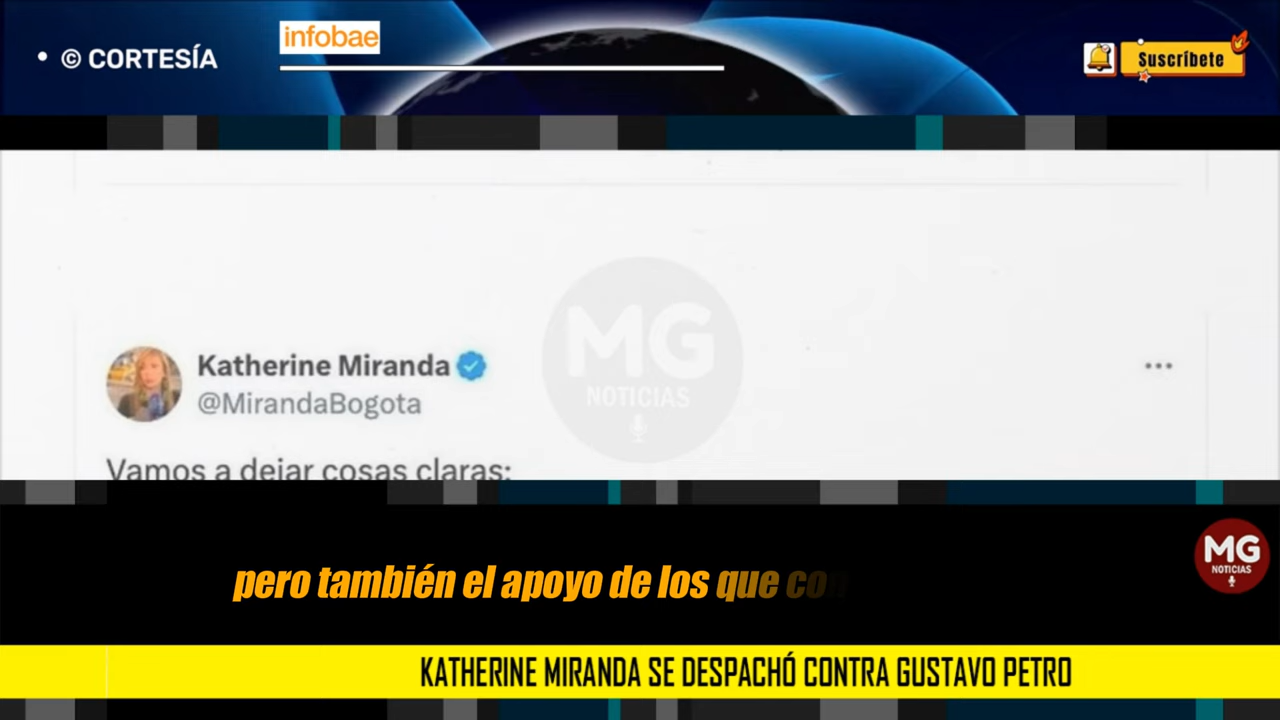 • © CORTESÍA
infobae
Suscríbete
MG
NOTICIAS
Katherine Miranda
@MirandaBogota
Vamos a dejar cosas claras:
pero también el apoyo de los que con
MG
NOTICIAS
KATHERINE MIRANDA SE DESPACHÓ CONTRA GUSTAVO PETRO